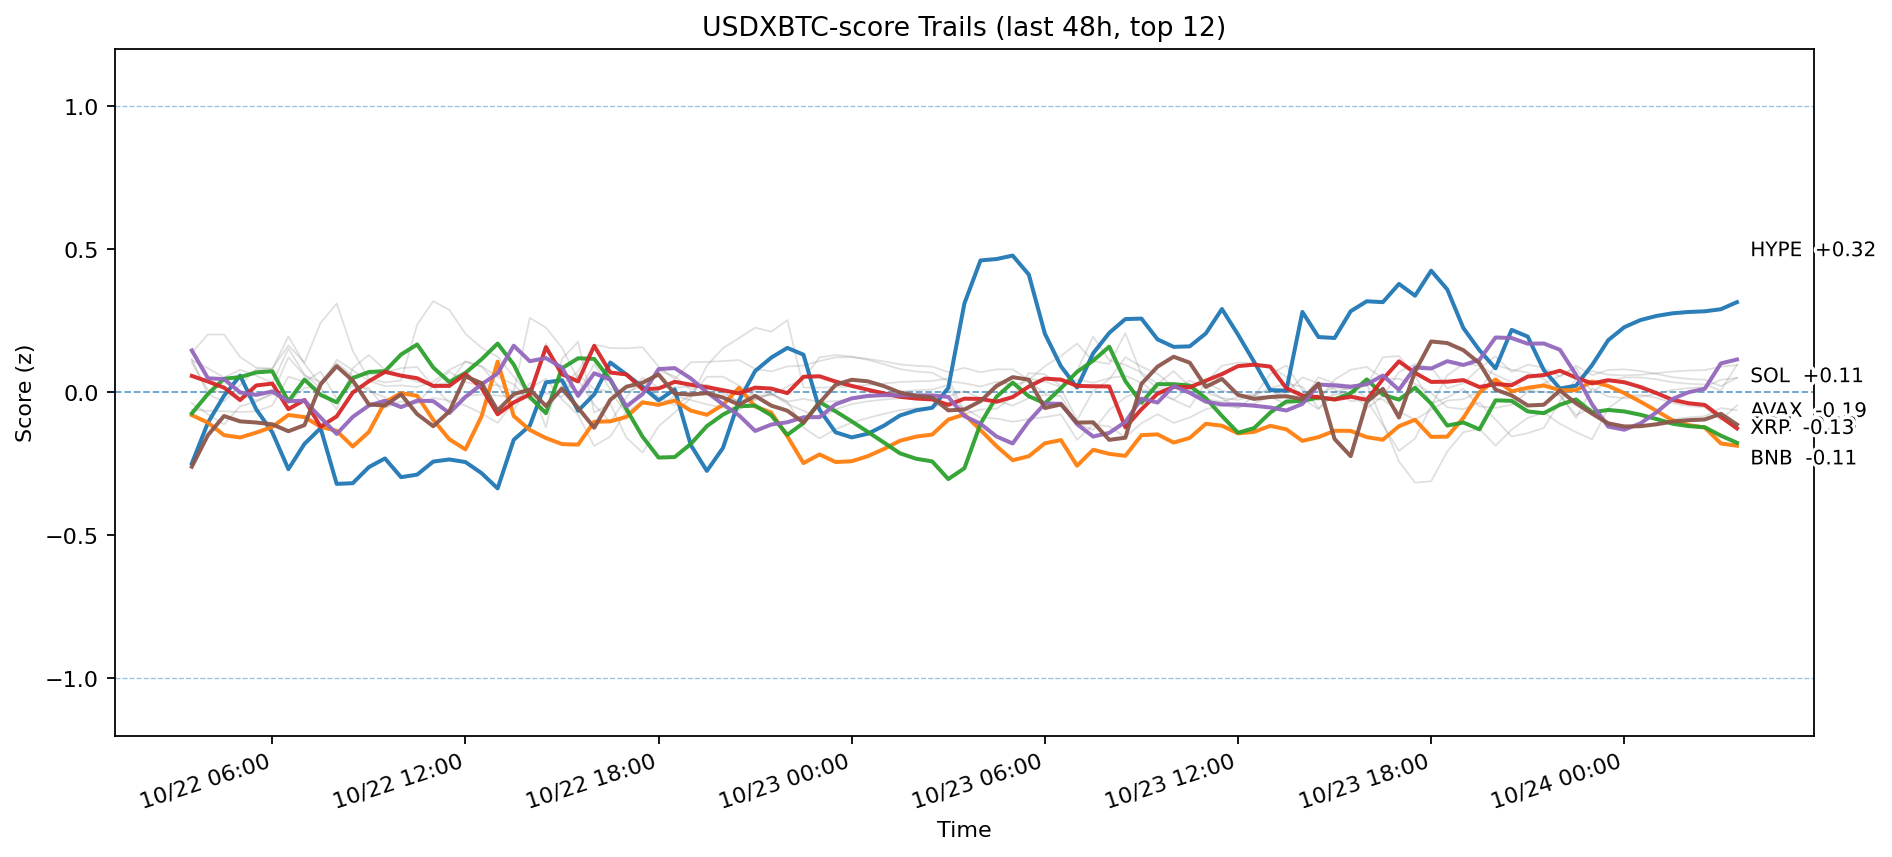 USDXBTC-score Trails (last 48h, top 12)
Score (z)
1.0
0.5
0.0
−0.5
−1.0
HYPE +0.32
SOL +0.11
AVAX -0.19
XRP -0.13
BNB -0.11
10/22 06:00
10/22 12:00
10/22 18:00
10/23 00:00
10/23 06:00
10/23 12:00
10/23 18:00
10/24 00:00
Time